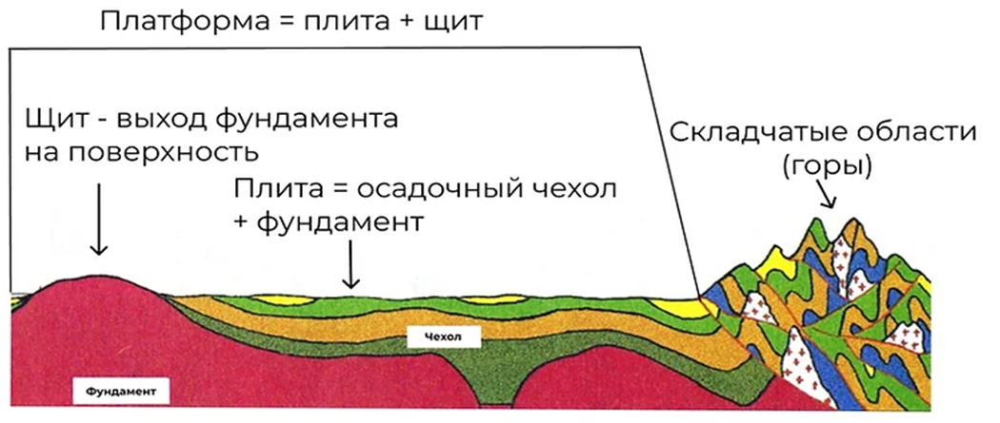 Платформа = плита + щит
Щит - выход фундамента
на поверхность
Складчатые области
(горы)
Плита = осадочный чехол
+ фундамент
Чехол
Фундамент